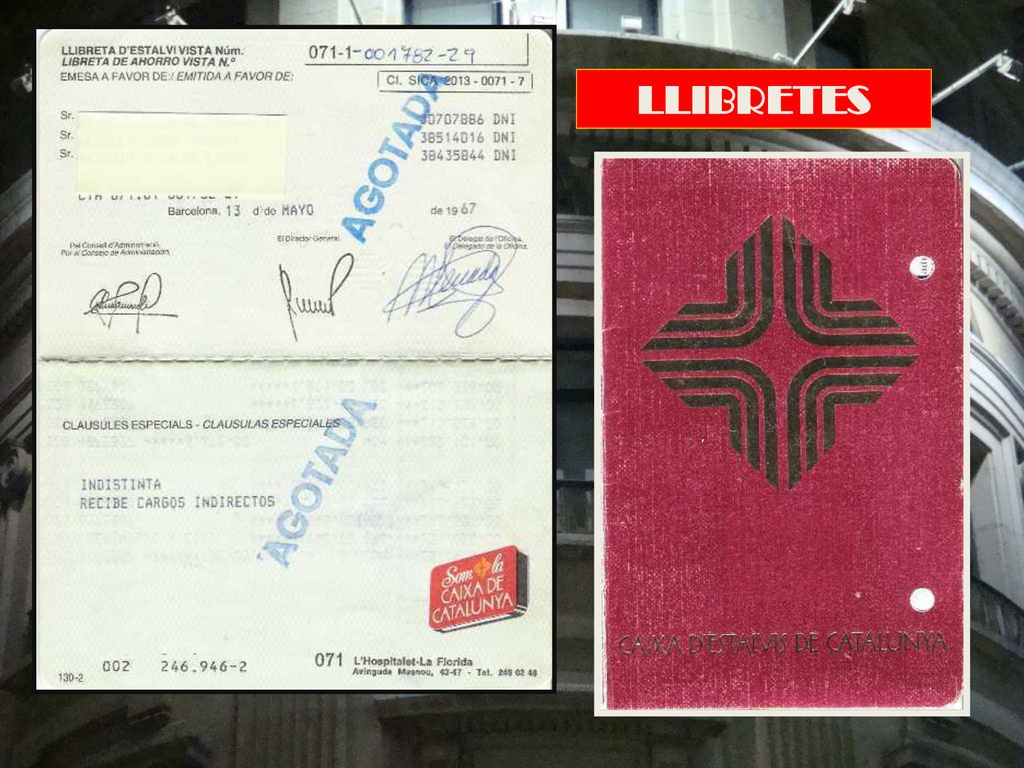 LLIBRETA D'ESTALVI VISTA Núm.
LIBRETA DE AHORRO VISTA N.º
071-1-001782-29
EMESA A FAVOR DE:/ EMITIDA A FAVOR DE:
CI. SICA 2013 - 0071 - 7
Sr. DNI
Sr. 38514016 DNI
Sr. 38435844 DNI
AGOTADA
Barcelona, 13 d/de MAYO de 1967
Pel Consell d'Administració,
Por el Consejo de Administración,
El Director General,
El Delegat de l'Oficina,
El Delegado de la Oficina,
CLAUSULES ESPECIALS - CLAUSULAS ESPECIALES
AGOTADA
INDISTINTA
RECIBE CARGOS INDIRECTOS
Som la
CAIXA DE
CATALUNYA
002 246.946-2
071 L'Hospitalet-La Florida
Avinguda Masnou, 43-47 - Tel. 249 02 48
130-2
LLIBRETES
CAIXA D'ESTALVIS DE CATALUNYA